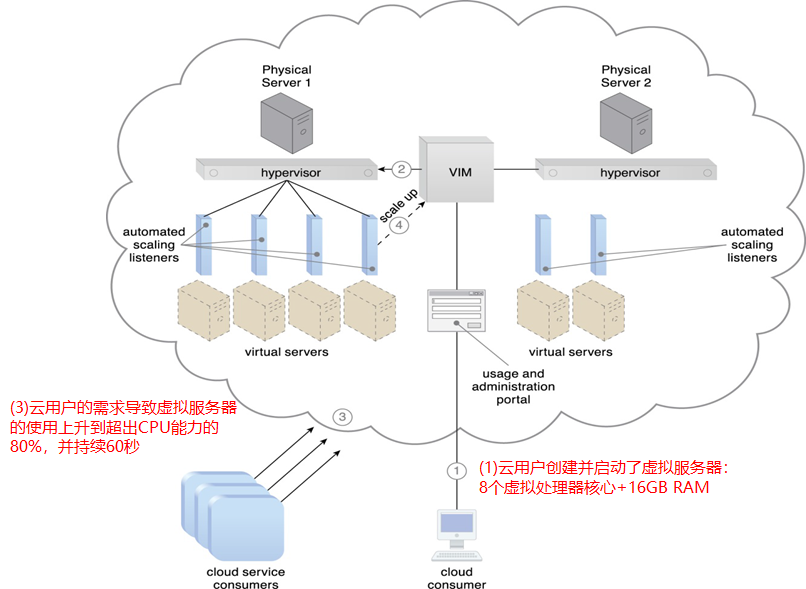 Physical
Server 1
Physical
Server 2
hypervisor
2
VIM
hypervisor
scale up
4
automated
scaling
listeners
automated
scaling
listeners
virtual servers
virtual servers
usage and
administration
portal
(3)云用户的需求导致虚拟服务器
的使用上升到超出CPU能力的
80%，并持续60秒
3
1
(1)云用户创建并启动了虚拟服务器：
8个虚拟处理器核心+16GB RAM
cloud service
consumers
cloud
consumer